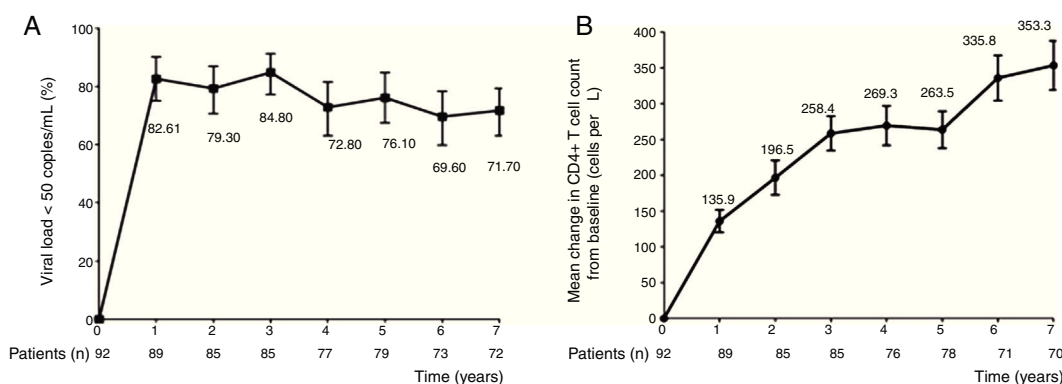 A
Viral load < 50 coples/mL (%)
100
80
60
40
20
0
82.61
79.30
84.80
72.80
76.10
69.60
71.70
0 1 2 3 4 5 6 7
Patients (n) 92 89 85 85 77 79 73 72
Time (years)
B
Mean change in CD4+ T cell count
from baseline (cells per L)
400
350
300
250
200
150
100
50
0
135.9
196.5
258.4
269.3
263.5
335.8
353.3
0 1 2 3 4 5 6 7
Patients (n) 92 89 85 85 76 78 71 70
Time (years)